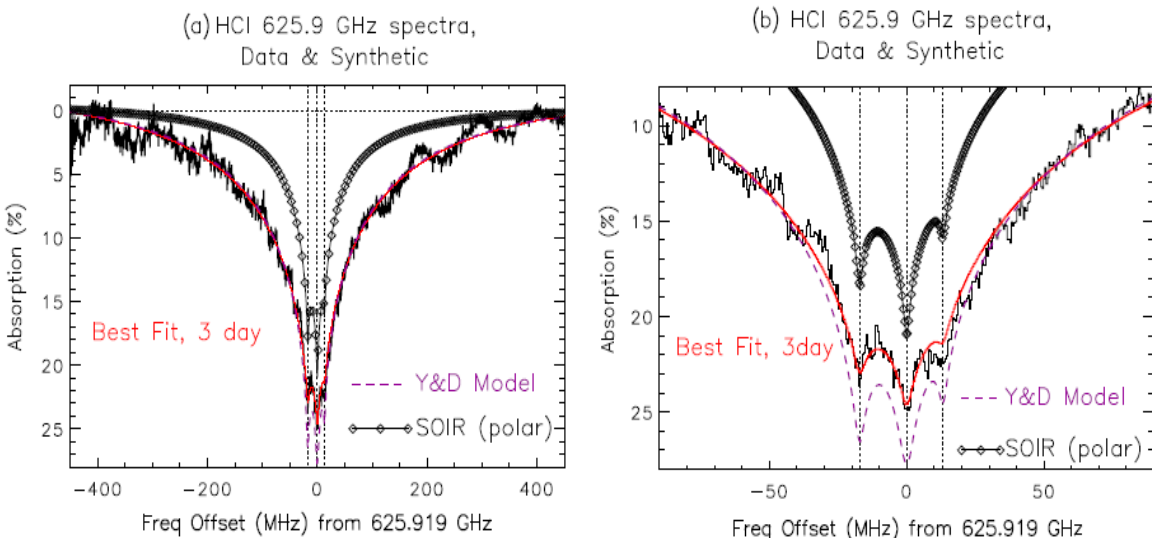 (a) HCl 625.9 GHz spectra,
Data & Synthetic
Absorption (%)
0
5
10
15
20
25
Best Fit, 3 day
Y&D Model
SOIR (polar)
−400
−200
0
200
400
Freq Offset (MHz) from 625.919 GHz
(b) HCl 625.9 GHz spectra,
Data & Synthetic
Absorption (%)
10
15
20
25
Best Fit, 3day
Y&D Model
SOIR (polar)
−50
0
50
Freq Offset (MHz) from 625.919 GHz